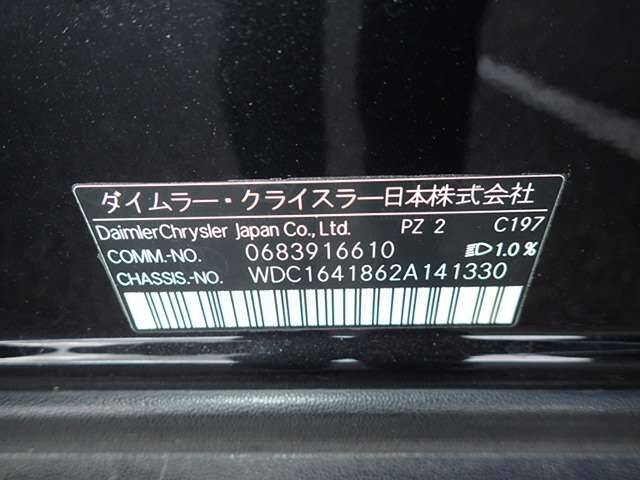 ダイムラー・クライスラー日本株式会社
DaimlerChrysler Japan Co., Ltd. PZ 2 C197
COMM.-NO. 0683916610 1.0%
CHASSIS.-NO. WDC1641862A141330